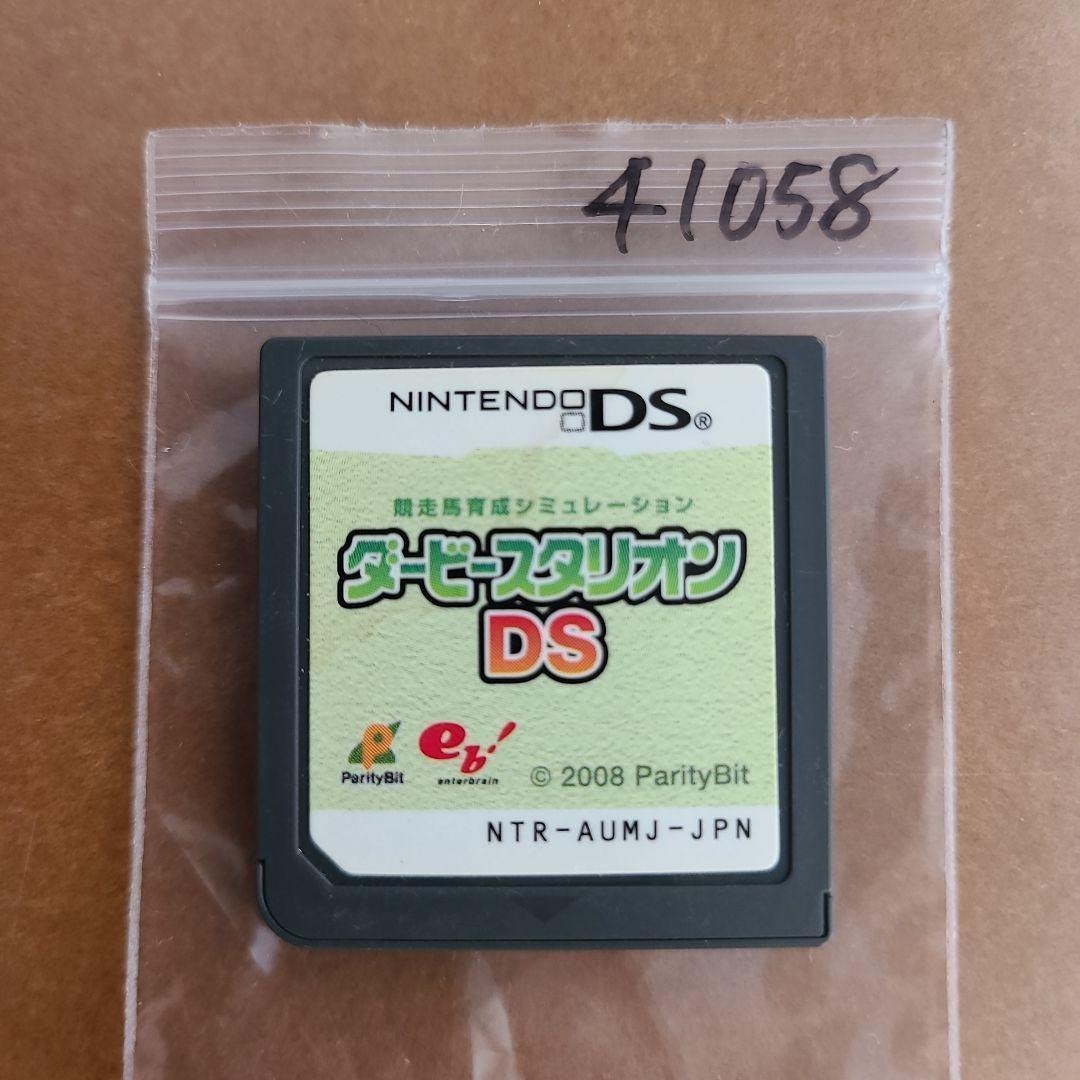 41058
NINTENDO DS®
競走馬育成シミュレーション
ダービースタリオン
DS
ParityBit
eb!
enterbrain
© 2008 ParityBit
NTR-AUMJ-JPN